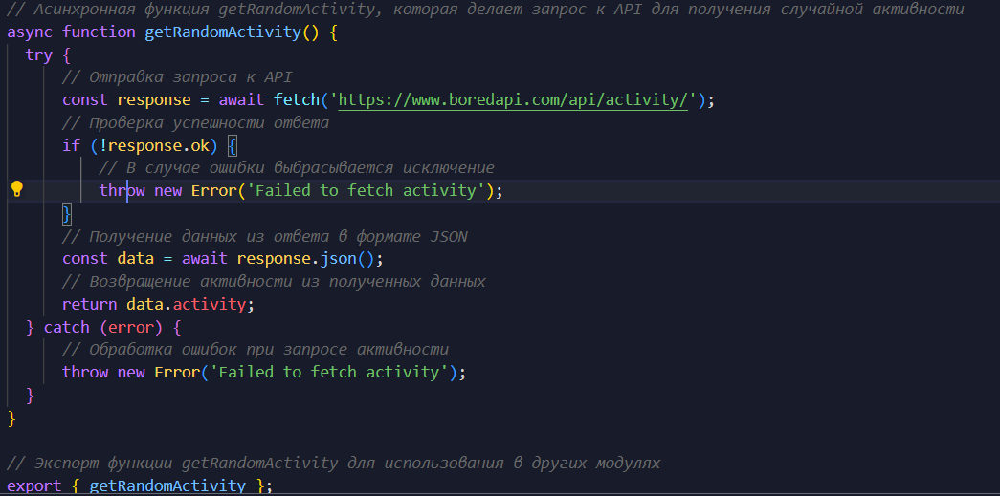 // Асинхронная функция getRandomActivity, которая делает запрос к API для получения случайной активности
async function getRandomActivity() {
  try {
      // Отправка запроса к API
      const response = await fetch('https://www.boredapi.com/api/activity/');
      // Проверка успешности ответа
      if (!response.ok) {
          // В случае ошибки выбрасывается исключение
          throw new Error('Failed to fetch activity');
      }
      // Получение данных из ответа в формате JSON
      const data = await response.json();
      // Возвращение активности из полученных данных
      return data.activity;
  } catch (error) {
      // Обработка ошибок при запросе активности
      throw new Error('Failed to fetch activity');
  }
}
// Экспорт функции getRandomActivity для использования в других модулях
export { getRandomActivity };